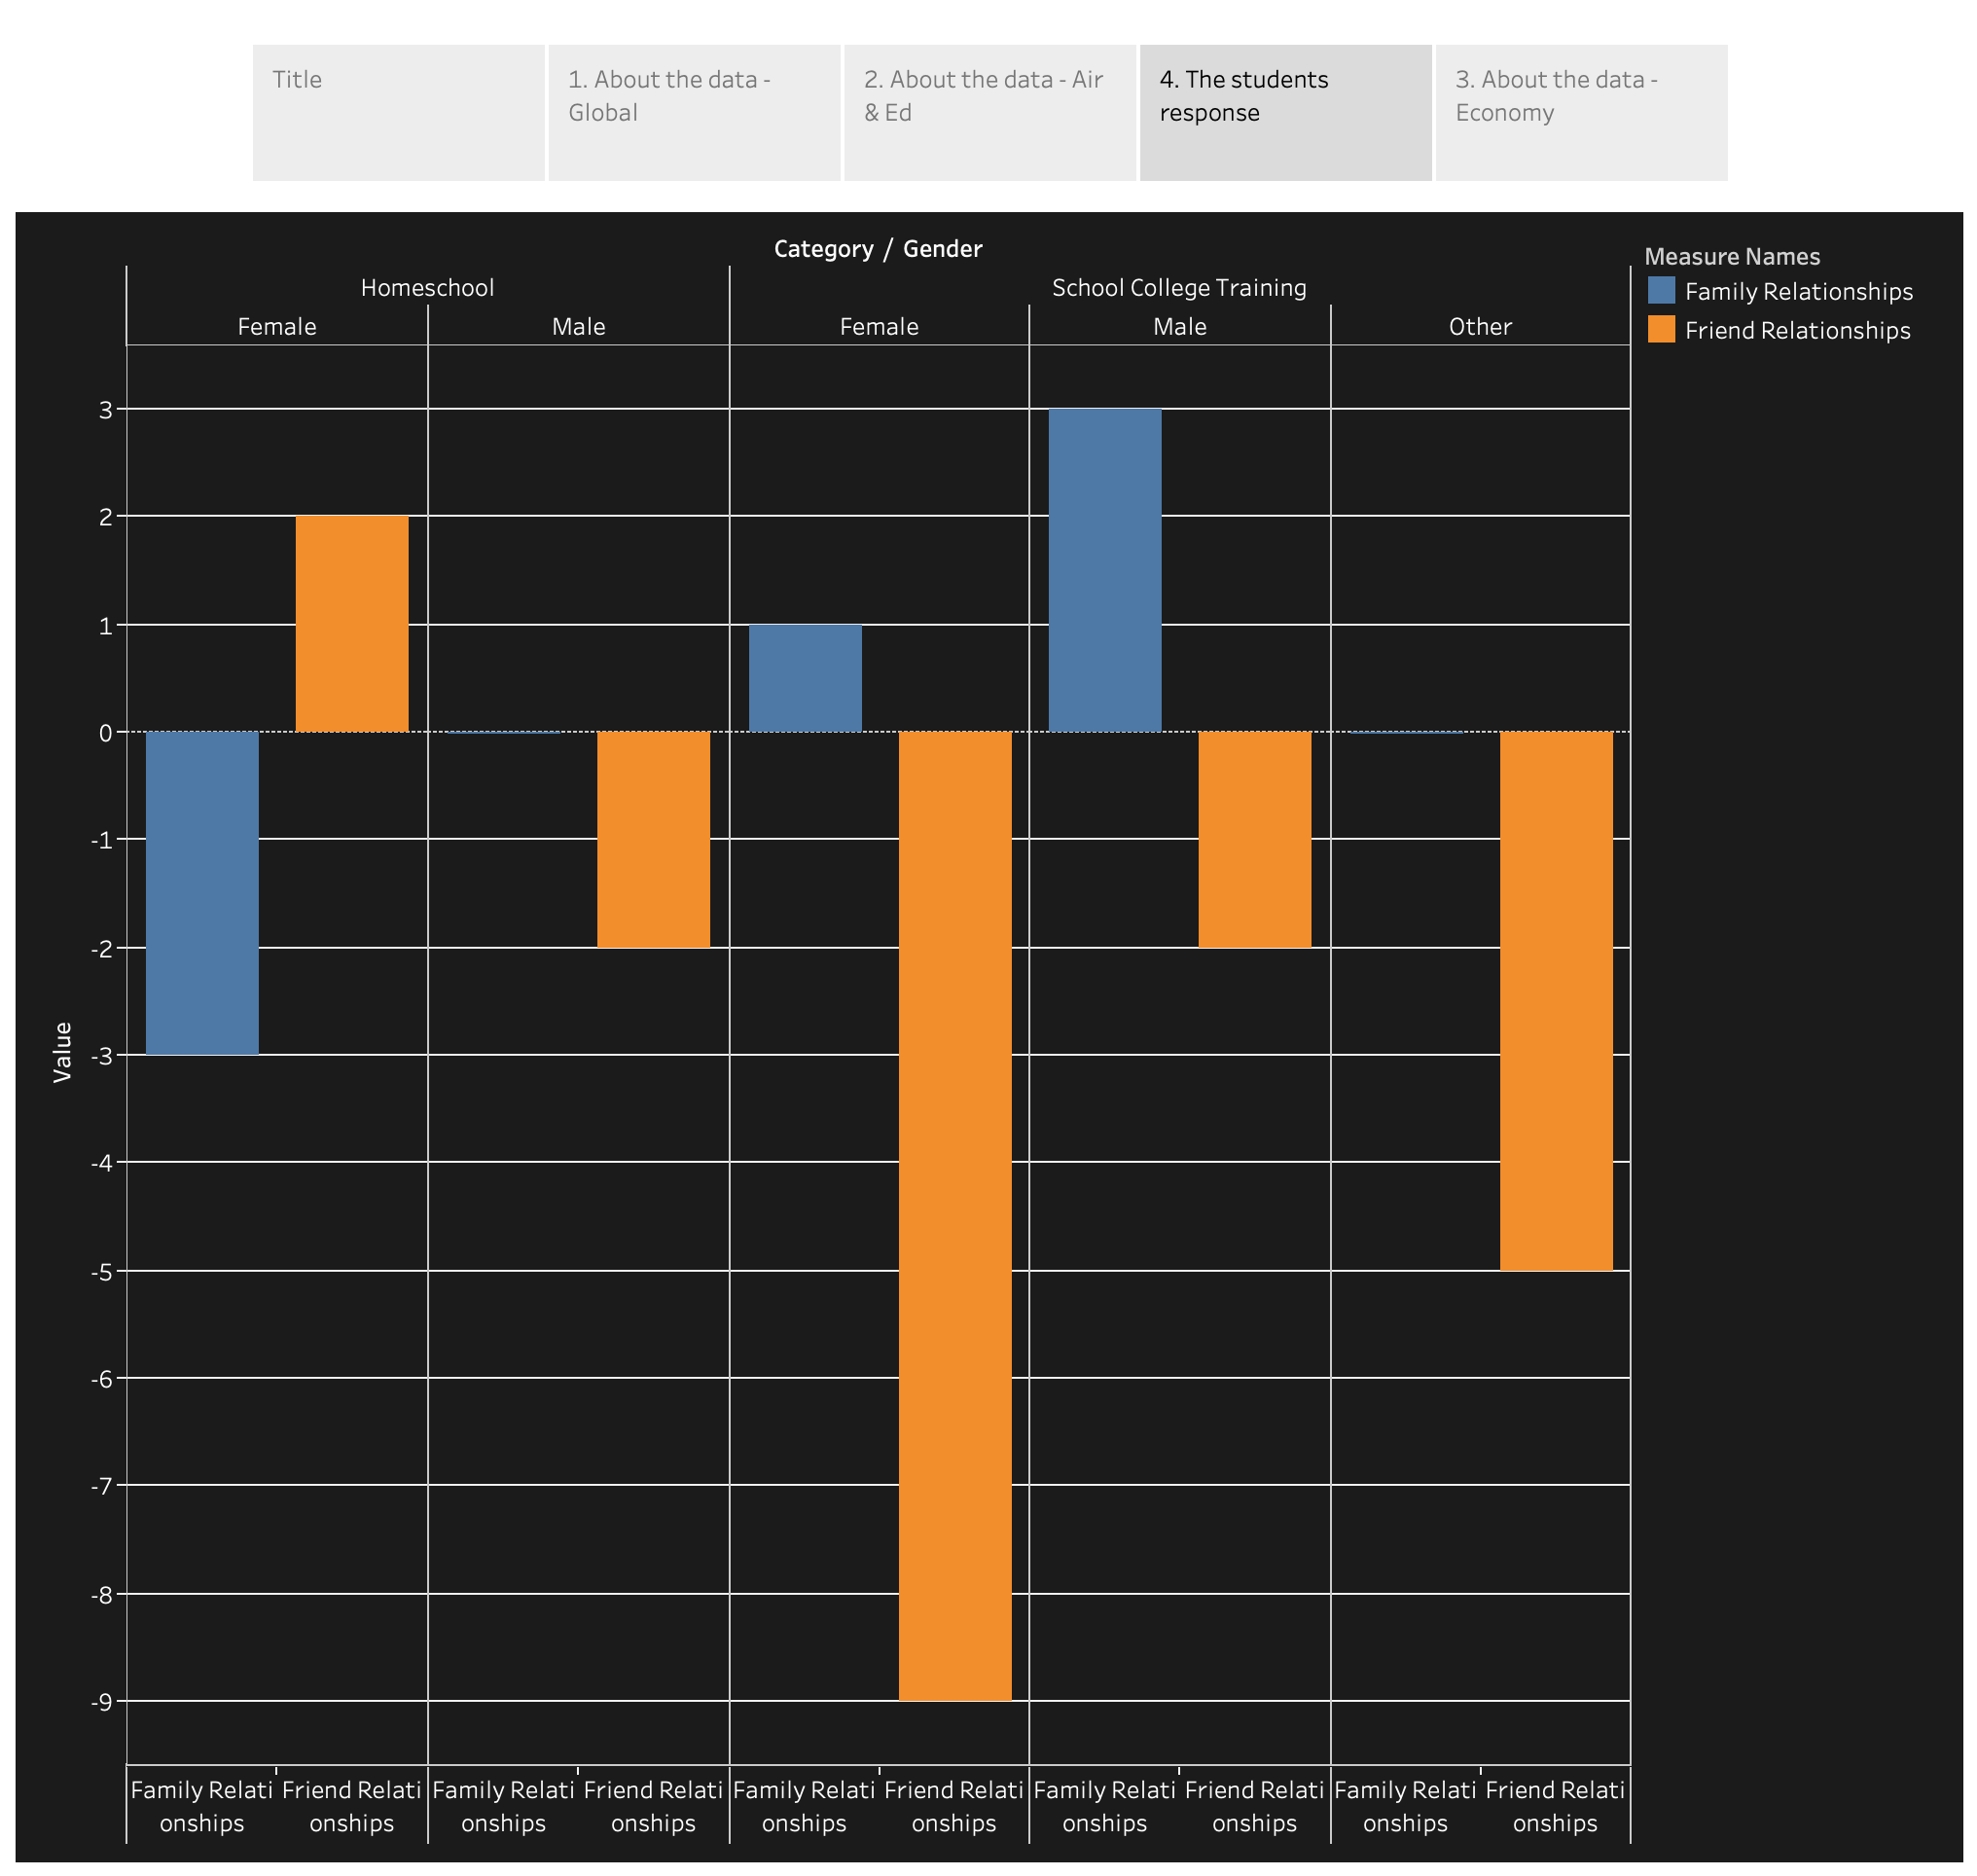 Title
1. About the data -
Global
2. About the data - Air
& Ed
4. The students
response
3. About the data -
Economy
Category / Gender
Homeschool
School College Training
Female
Male
Female
Male
Other
Measure Names
Family Relationships
Friend Relationships
3
2
1
0
-1
-2
-3
-4
-5
-6
-7
-8
-9
Value
Family Relati
onships
Friend Relati
onships
Family Relati
onships
Friend Relati
onships
Family Relati
onships
Friend Relati
onships
Family Relati
onships
Friend Relati
onships
Family Relati
onships
Friend Relati
onships